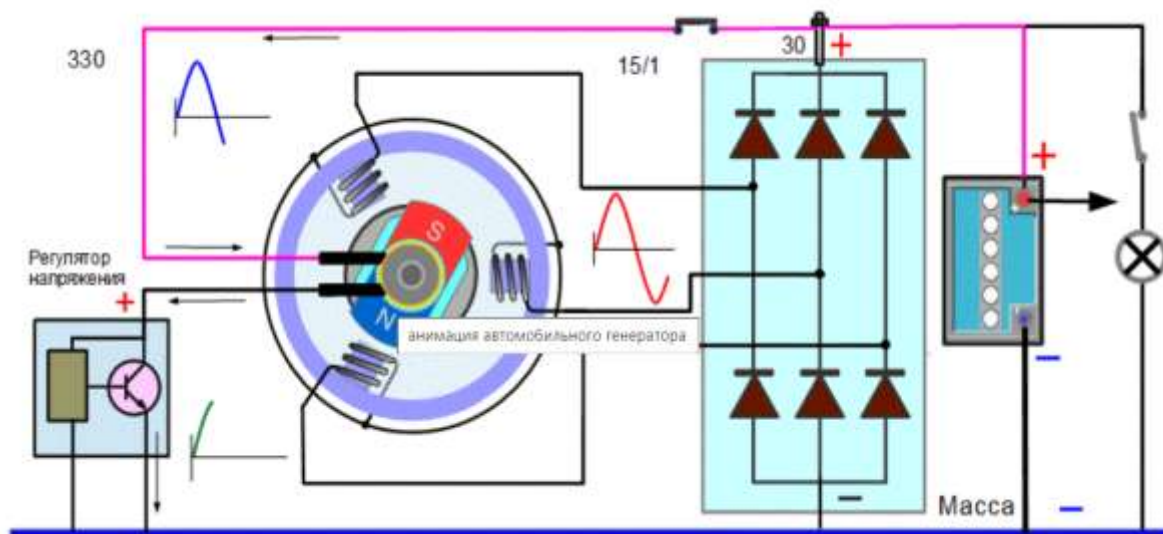 330
15/1
30 +
S
N
+
Регулятор
напряжения
+
анимация автомобильного генератора
−
−
Масса −